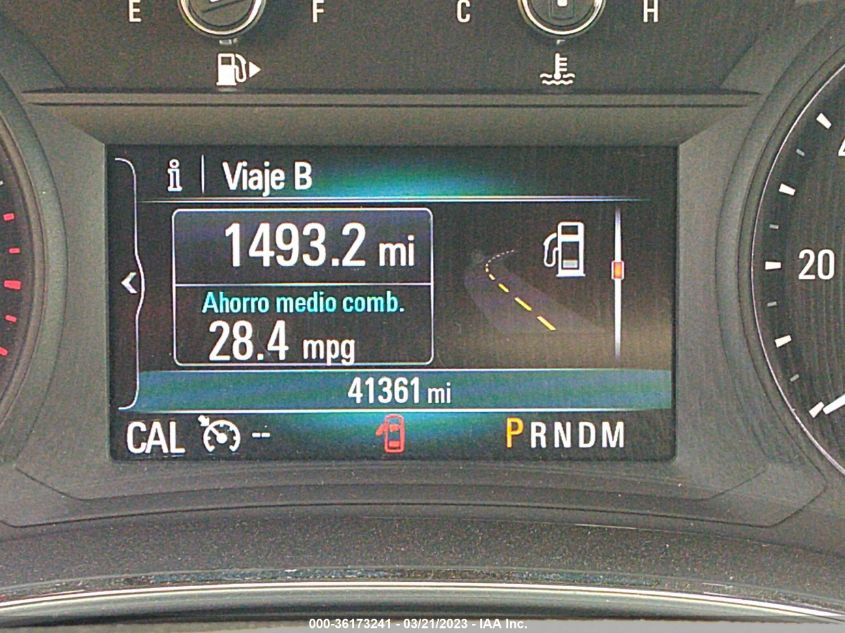 E F C H
i Viaje B
1493.2 mi
Ahorro medio comb.
28.4 mpg
41361 mi
CAL -- PRNDM
20
000-36173241 - 03/21/2023 - IAA Inc.